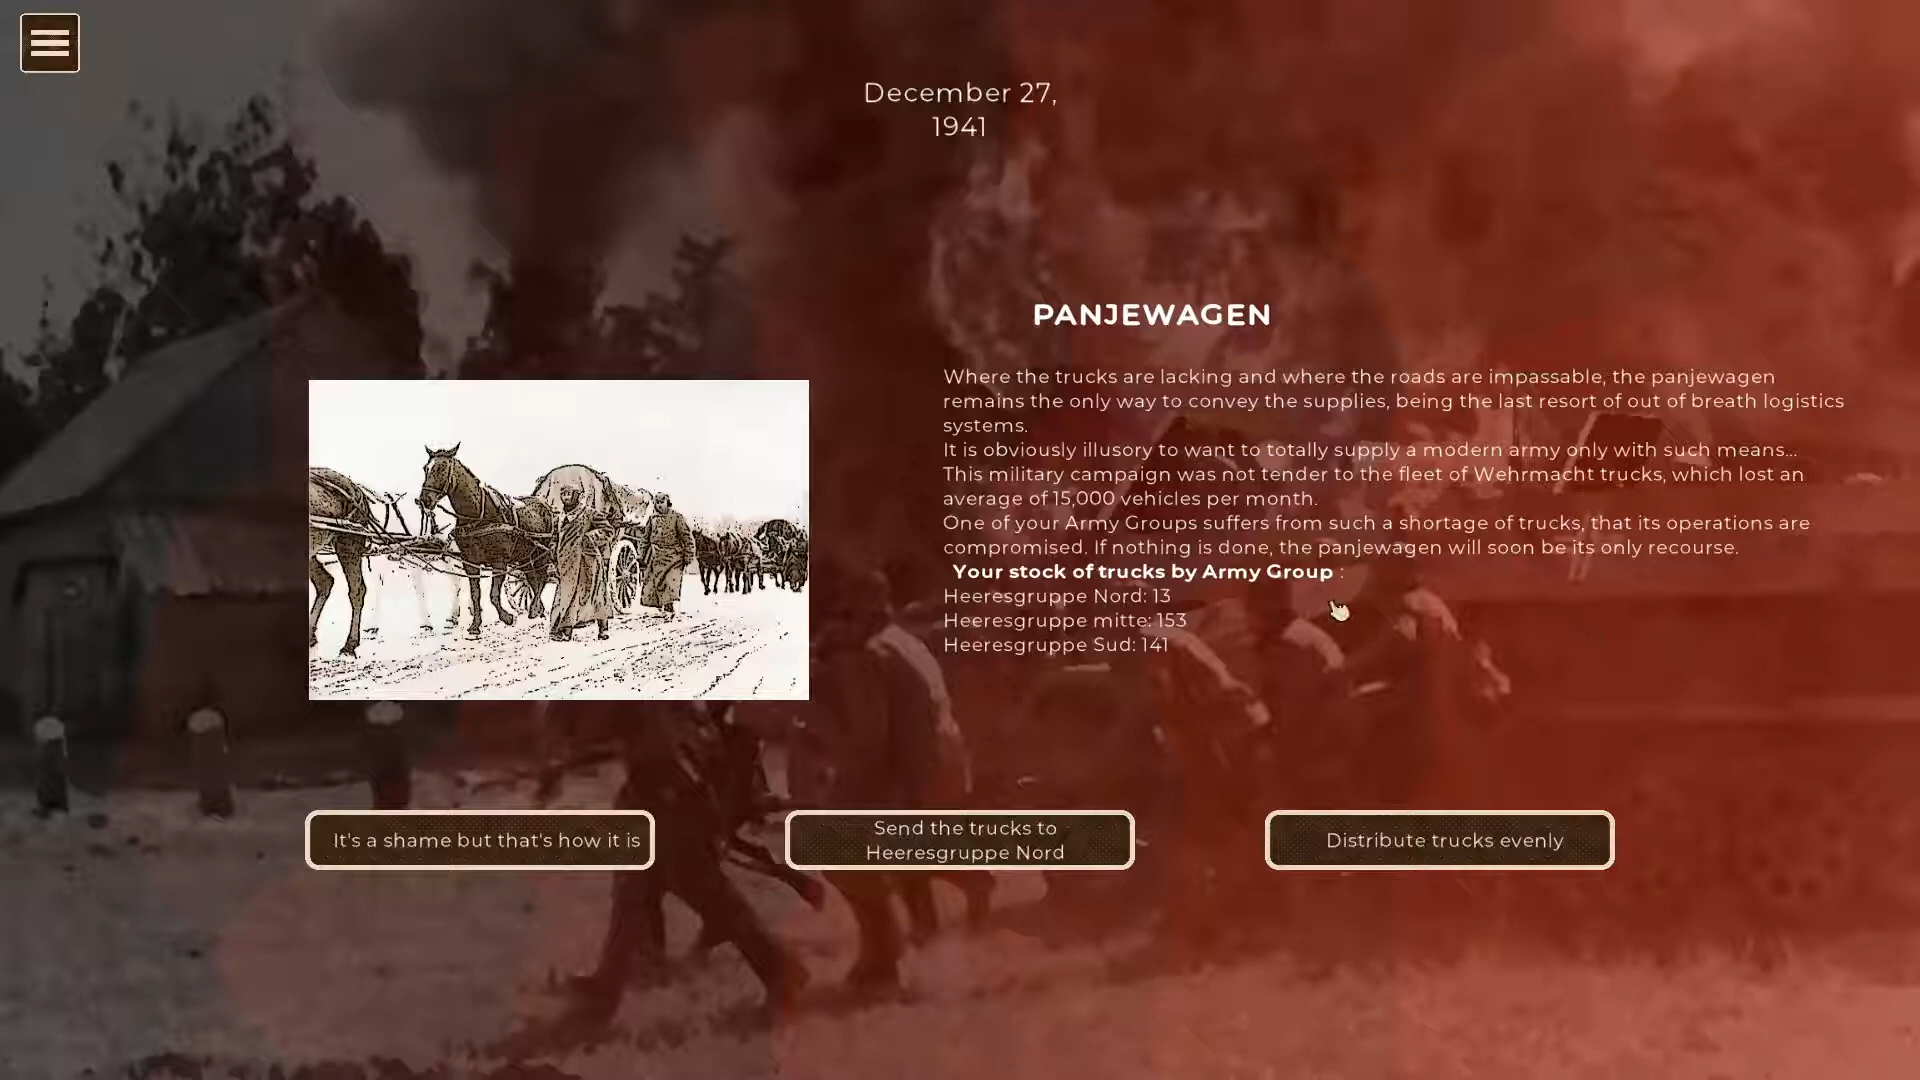 December 27,
1941
PANJEWAGEN
Where the trucks are lacking and where the roads are impassable, the panjewagen
remains the only way to convey the supplies, being the last resort of out of breath logistics
systems.
It is obviously illusory to want to totally supply a modern army only with such means...
This military campaign was not tender to the fleet of Wehrmacht trucks, which lost an
average of 15,000 vehicles per month.
One of your Army Groups suffers from such a shortage of trucks, that its operations are
compromised. If nothing is done, the panjewagen will soon be its only recourse.
Your stock of trucks by Army Group :
Heeresgruppe Nord: 13
Heeresgruppe mitte: 153
Heeresgruppe Sud: 141
It's a shame but that's how it is
Send the trucks to
Heeresgruppe Nord
Distribute trucks evenly